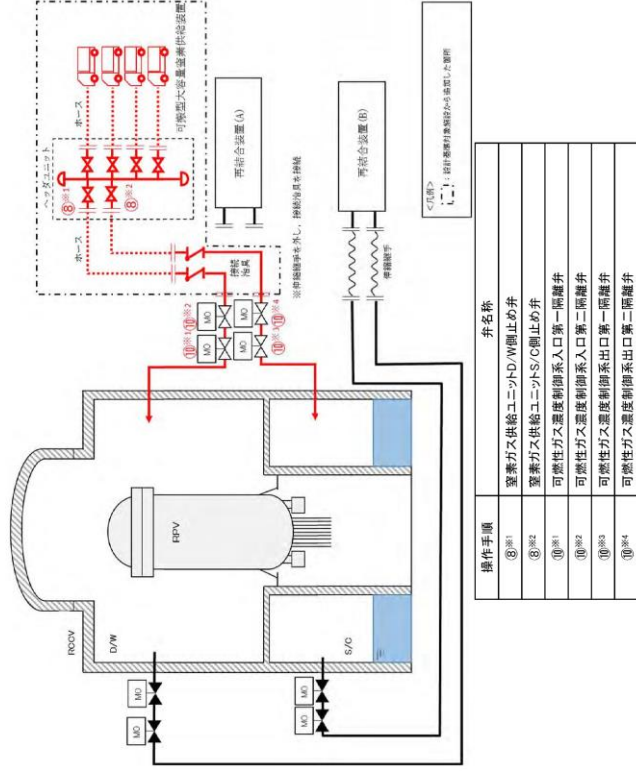 可搬型大容量窒素供給装置
ホース
ヘッダユニット
⑧※1
⑧※2
ホース
接続
治具
※伸縮継手を外し、接続治具を接続
再結合装置(A)
再結合装置(B)
伸縮継手
⑩※1
⑩※2
⑩※3
⑩※4
MO
MO
MO
MO
RCCV
D/W
RPV
S/C
MO
MO
MO
MO
<凡例>
:設計基準対象施設から追加した箇所
操作手順 弁名称
⑧※1 窒素ガス供給ユニットD/W側止め弁
⑧※2 窒素ガス供給ユニットS/C側止め弁
⑩※1 可燃性ガス濃度制御系入口第一隔離弁
⑩※2 可燃性ガス濃度制御系入口第二隔離弁
⑩※3 可燃性ガス濃度制御系出口第一隔離弁
⑩※4 可燃性ガス濃度制御系出口第二隔離弁